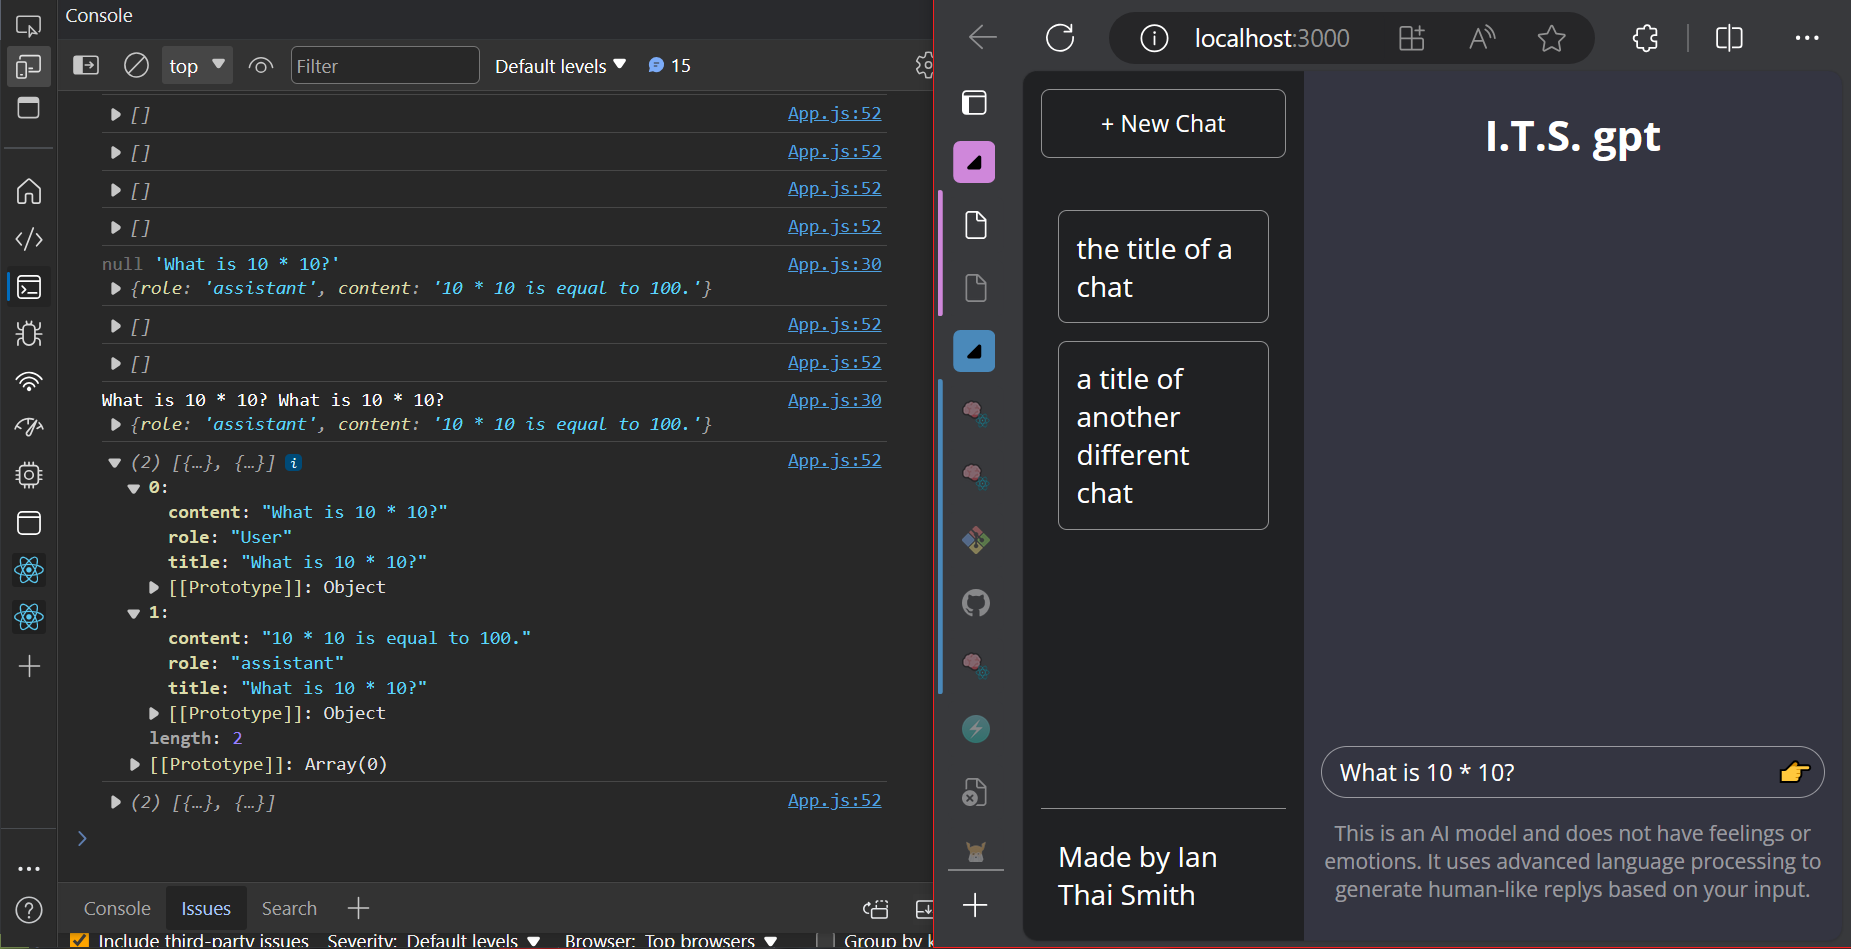 Console
top
Filter
Default levels
15
[] App.js:52
[] App.js:52
[] App.js:52
[] App.js:52
null 'What is 10 * 10?' App.js:30
{role: 'assistant', content: '10 * 10 is equal to 100.'}
[] App.js:52
[] App.js:52
What is 10 * 10? What is 10 * 10? App.js:30
{role: 'assistant', content: '10 * 10 is equal to 100.'}
(2) [{…}, {…}] i App.js:52
0:
content: "What is 10 * 10?"
role: "User"
title: "What is 10 * 10?"
[[Prototype]]: Object
1:
content: "10 * 10 is equal to 100."
role: "assistant"
title: "What is 10 * 10?"
[[Prototype]]: Object
length: 2
[[Prototype]]: Array(0)
(2) [{…}, {…}] App.js:52
Console Issues Search
Include third-party issues Severity: Default levels Browser: Top browsers Group by
localhost:3000
+ New Chat
the title of a
chat
a title of
another
different
chat
Made by Ian
Thai Smith
I.T.S. gpt
What is 10 * 10?
This is an AI model and does not have feelings or
emotions. It uses advanced language processing to
generate human-like replys based on your input.